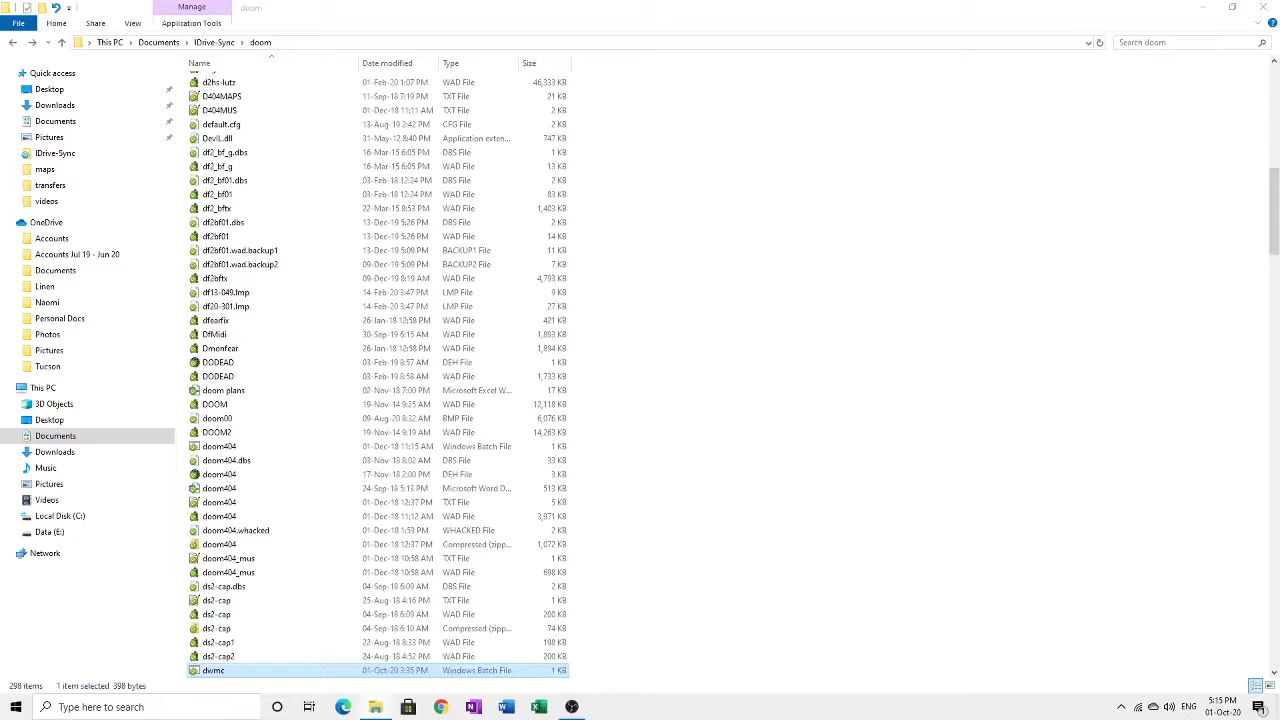 Manage
doom
File Home Share View Application Tools
This PC Documents IDrive-Sync doom
Search doom
Name Date modified Type Size
Quick access
Desktop
Downloads
Documents
Pictures
IDrive-Sync
maps
transfers
videos
OneDrive
Accounts
Accounts Jul 19 - Jun 20
Documents
Linen
Naomi
Personal Docs
Photos
Pictures
Tucson
This PC
3D Objects
Desktop
Documents
Downloads
Music
Pictures
Videos
Local Disk (C:)
Data (E:)
Network
d2hs-lutz 01-Feb-20 1:07 PM WAD File 46,333 KB
D404MAPS 11-Sep-18 7:19 PM TXT File 21 KB
D404MUS 01-Dec-18 11:11 AM TXT File 2 KB
default.cfg 13-Aug-19 2:42 PM CFG File 2 KB
DevIL.dll 31-May-12 8:40 PM Application exten... 747 KB
df2_bf_g.dbs 16-Mar-15 6:05 PM DBS File 1 KB
df2_bf_g 16-Mar-15 6:05 PM WAD File 13 KB
df2_bf01.dbs 03-Feb-18 12:24 PM DBS File 2 KB
df2_bf01 03-Feb-18 12:24 PM WAD File 83 KB
df2_bftx 22-Mar-15 8:53 PM WAD File 1,403 KB
df2bf01.dbs 13-Dec-19 5:26 PM DBS File 2 KB
df2bf01 13-Dec-19 5:26 PM WAD File 14 KB
df2bf01.wad.backup1 13-Dec-19 5:09 PM BACKUP1 File 11 KB
df2bf01.wad.backup2 09-Dec-19 5:09 PM BACKUP2 File 7 KB
df2bftx 09-Dec-19 8:19 AM WAD File 4,793 KB
df13-049.lmp 14-Feb-20 3:47 PM LMP File 9 KB
df20-301.lmp 14-Feb-20 3:47 PM LMP File 27 KB
dfearfix 26-Jan-18 12:58 PM WAD File 421 KB
DfMidi 30-Sep-19 6:15 AM WAD File 1,893 KB
Dmonfear 26-Jan-18 12:58 PM WAD File 1,894 KB
DODEAD 03-Feb-19 8:57 AM DEH File 1 KB
DODEAD 03-Feb-19 8:58 AM WAD File 1,733 KB
doom plans 02-Nov-18 7:00 PM Microsoft Excel W... 17 KB
DOOM 19-Nov-14 9:25 AM WAD File 12,118 KB
doom00 09-Aug-20 8:32 AM BMP File 6,076 KB
DOOM2 19-Nov-14 9:19 AM WAD File 14,263 KB
doom404 01-Dec-18 11:15 AM Windows Batch File 1 KB
doom404.dbs 03-Nov-18 8:02 AM DBS File 33 KB
doom404 17-Nov-18 2:00 PM DEH File 3 KB
doom404 24-Sep-18 5:13 PM Microsoft Word D... 513 KB
doom404 01-Dec-18 12:37 PM TXT File 5 KB
doom404 01-Dec-18 11:12 AM WAD File 3,971 KB
doom404.whacked 01-Dec-18 1:53 PM WHACKED File 2 KB
doom404 01-Dec-18 12:37 PM Compressed (zipp... 1,072 KB
doom404_mus 01-Dec-18 10:58 AM TXT File 1 KB
doom404_mus 01-Dec-18 10:58 AM WAD File 698 KB
ds2-cap.dbs 04-Sep-18 6:09 AM DBS File 2 KB
ds2-cap 25-Aug-18 4:16 PM TXT File 1 KB
ds2-cap 04-Sep-18 6:09 AM WAD File 200 KB
ds2-cap 04-Sep-18 6:10 AM Compressed (zipp... 74 KB
ds2-cap1 22-Aug-18 8:33 PM WAD File 198 KB
ds2-cap2 24-Aug-18 4:52 PM WAD File 200 KB
dwmc 01-Oct-20 3:35 PM Windows Batch File 1 KB
298 items 1 item selected 398 bytes
Type here to search
ENG
5:15 PM
01-Oct-20